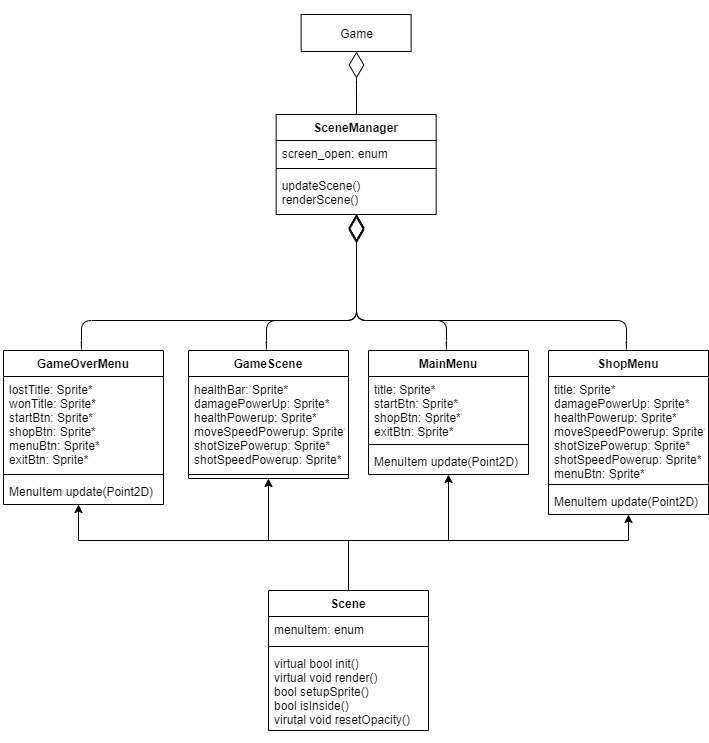 Game
SceneManager
screen_open: enum
updateScene()
renderScene()
GameOverMenu
lostTitle: Sprite*
wonTitle: Sprite*
startBtn: Sprite*
shopBtn: Sprite*
menuBtn: Sprite*
exitBtn: Sprite*
MenuItem update(Point2D)
GameScene
healthBar: Sprite*
damagePowerUp: Sprite*
healthPowerup: Sprite*
moveSpeedPowerup: Sprite
shotSizePowerup: Sprite*
shotSpeedPowerup: Sprite*
MainMenu
title: Sprite*
startBtn: Sprite*
shopBtn: Sprite*
exitBtn: Sprite*
MenuItem update(Point2D)
ShopMenu
title: Sprite*
damagePowerUp: Sprite*
healthPowerup: Sprite*
moveSpeedPowerup: Sprite
shotSizePowerup: Sprite*
shotSpeedPowerup: Sprite*
menuBtn: Sprite*
MenuItem update(Point2D)
Scene
menuItem: enum
virtual bool init()
virtual void render()
bool setupSprite()
bool isInside()
virutal void resetOpacity()